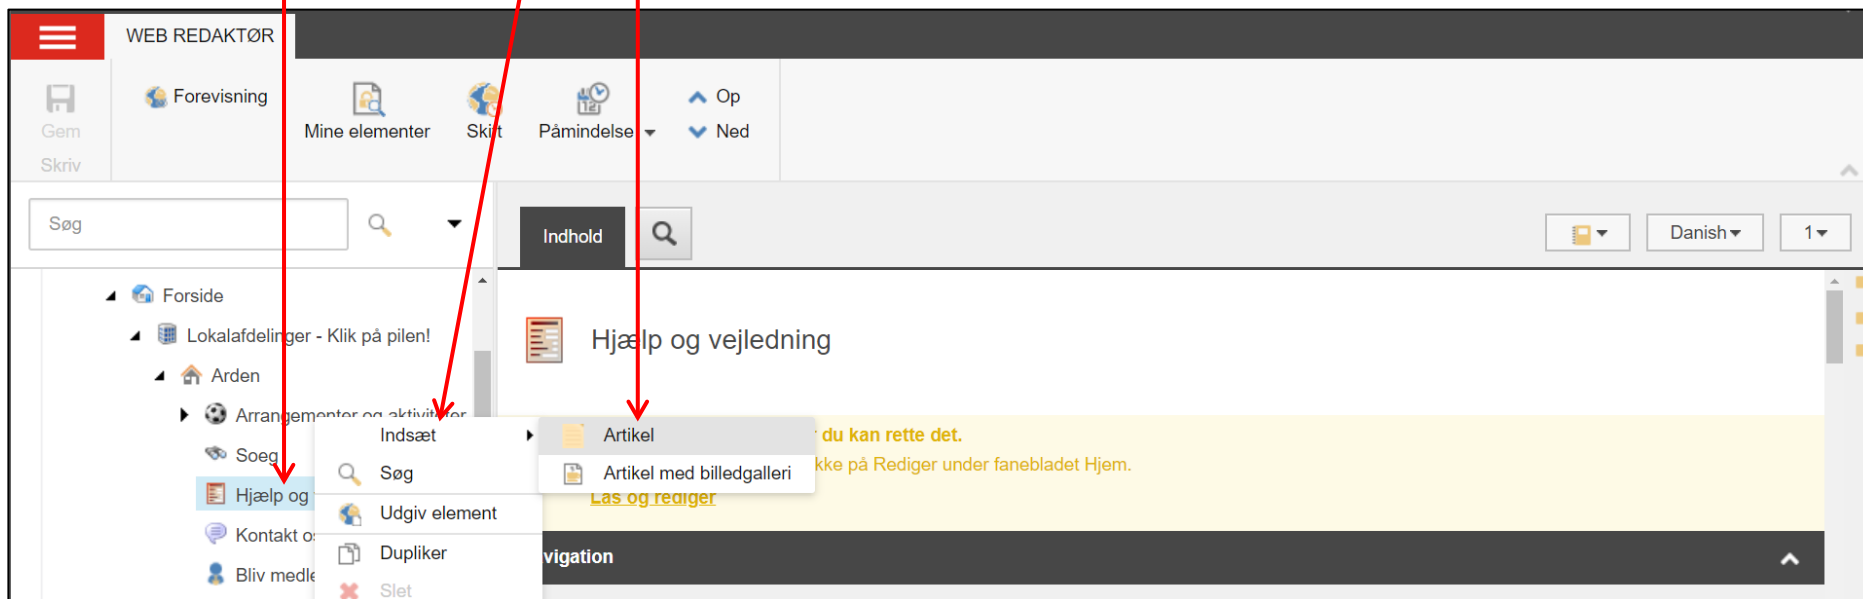 WEB REDAKTØR
Forevisning
Op
Gem
Mine elementer
Skift
Påmindelse
Ned
Skriv
Søg
Indhold
Danish
1
Forside
Lokalafdelinger - Klik på pilen!
Hjælp og vejledning
Arden
Arrangementer og aktiviteter
Indsæt
Artikel
du kan rette det.
Soeg
Søg
Artikel med billedgalleri
kke på Rediger under fanebladet Hjem.
Hjælp og
Lås og rediger
Udgiv element
Kontakt os
Dupliker
vigation
Bliv medle
Slet